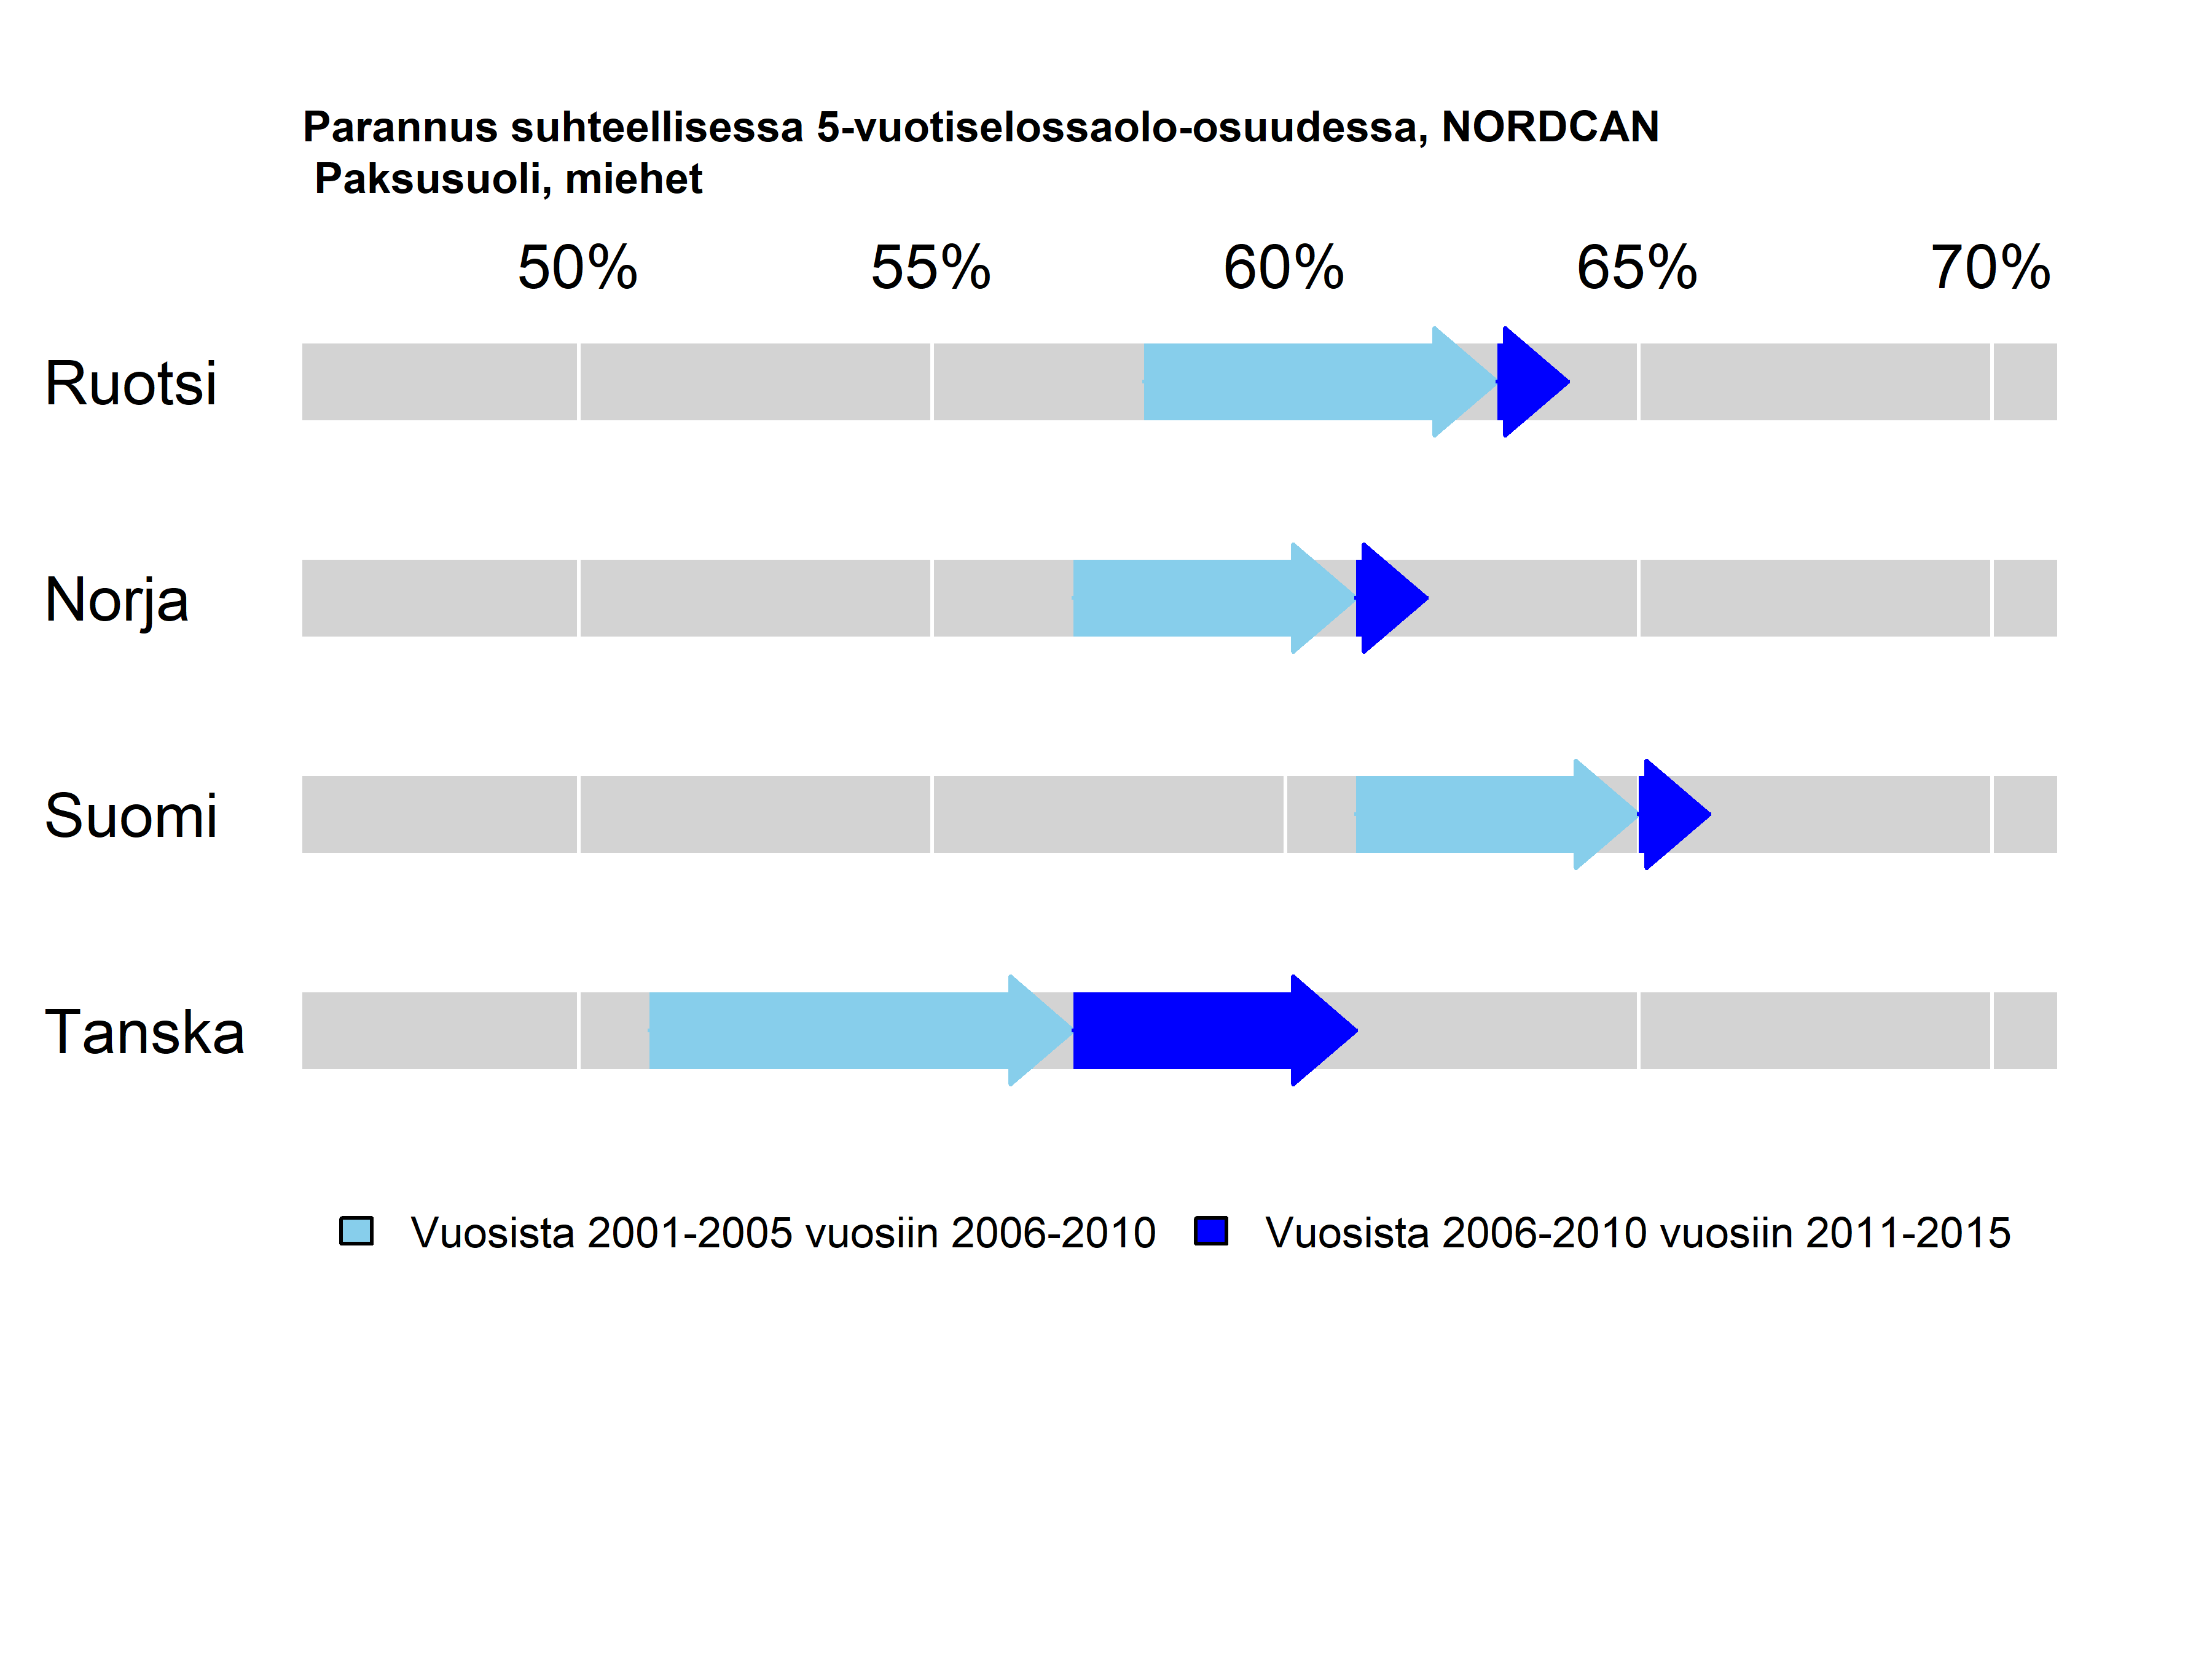 Parannus suhteellisessa 5-vuotiselossaolo-osuudessa, NORDCAN
Paksusuoli, miehet
50% 55% 60% 65% 70%
Ruotsi
Norja
Suomi
Tanska
Vuosista 2001-2005 vuosiin 2006-2010 Vuosista 2006-2010 vuosiin 2011-2015